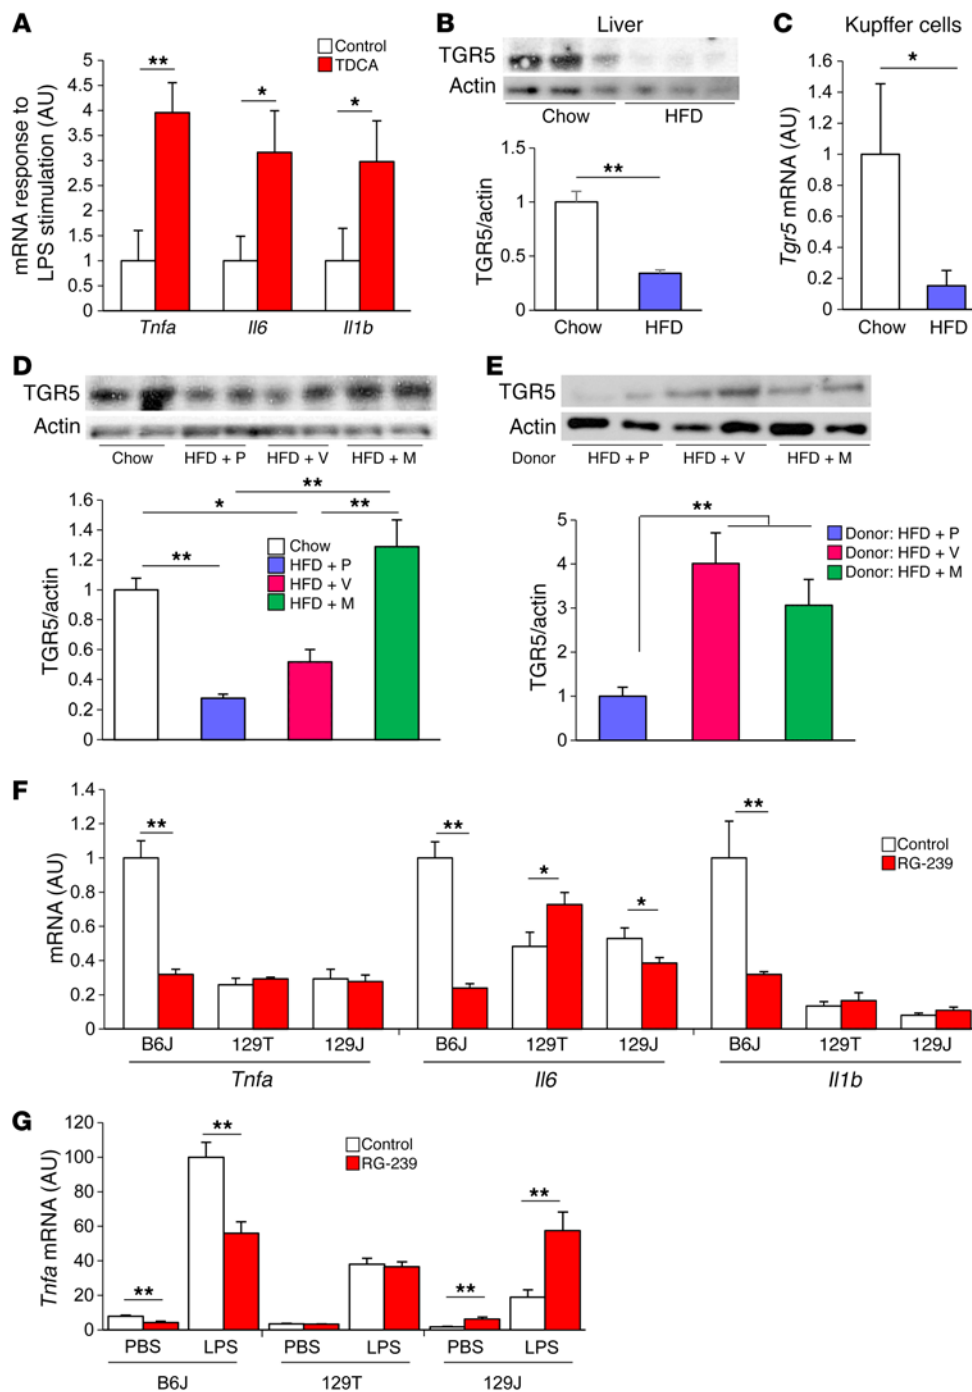 A
mRNA response to
LPS stimulation (AU)
5
4.5
4
3.5
3
2.5
2
1.5
1
0.5
0
Control
TDCA
**
*
*
Tnfa Il6 Il1b
B Liver
TGR5
Actin
Chow HFD
TGR5/actin
1.5
1
0.5
0
**
Chow HFD
C Kupffer cells
Tgr5 mRNA (AU)
1.6
1.4
1.2
1
0.8
0.6
0.4
0.2
0
*
Chow HFD
D
TGR5
Actin
Chow HFD + P HFD + V HFD + M
TGR5/actin
1.6
1.4
1.2
1
0.8
0.6
0.4
0.2
0
**
* **
**
Chow
HFD + P
HFD + V
HFD + M
E
TGR5
Actin
Donor HFD + P HFD + V HFD + M
TGR5/actin
5
4
3
2
1
0
**
Donor: HFD + P
Donor: HFD + V
Donor: HFD + M
F
mRNA (AU)
1.4
1.2
1
0.8
0.6
0.4
0.2
0
** ** * * **
Control
RG-239
B6J 129T 129J B6J 129T 129J B6J 129T 129J
Tnfa Il6 Il1b
G
Tnfa mRNA (AU)
120
100
80
60
40
20
0
** ** ** **
Control
RG-239
PBS LPS PBS LPS PBS LPS
B6J 129T 129J